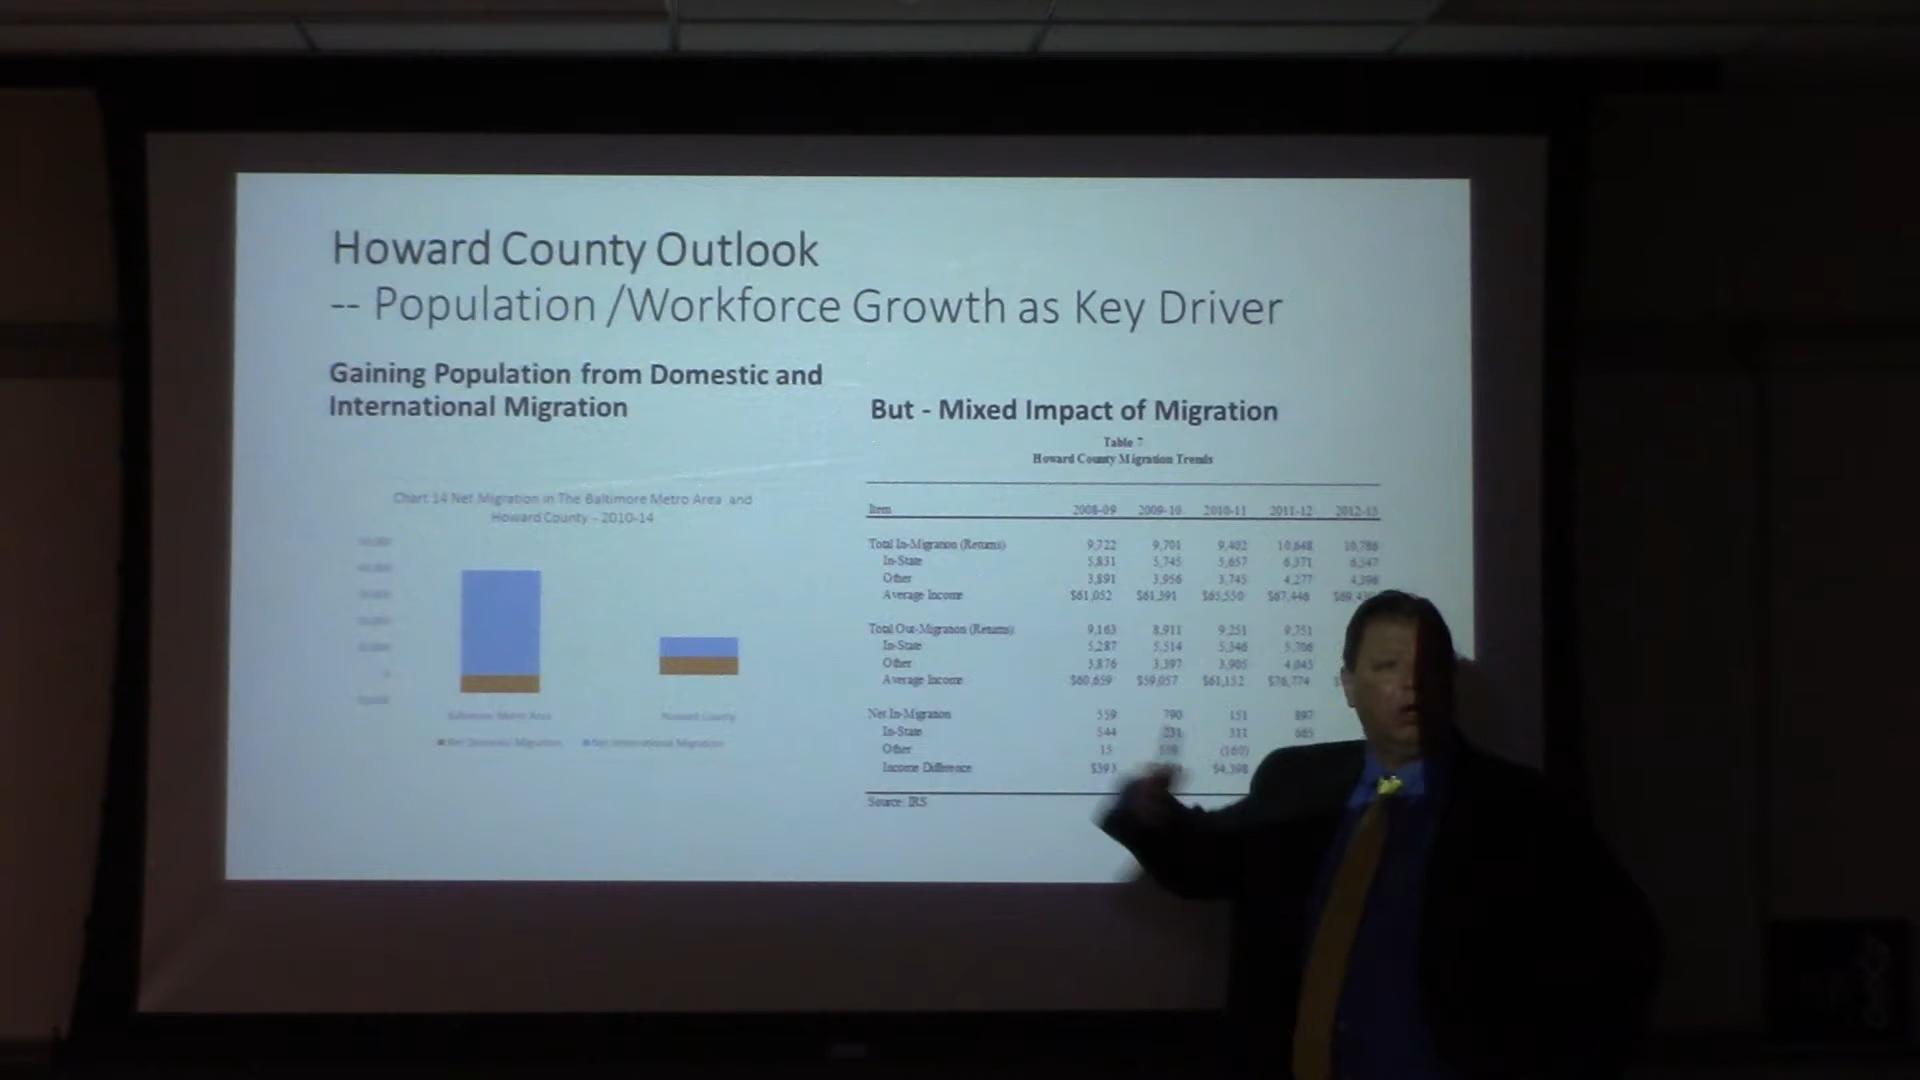 Howard County Outlook
-- Population /Workforce Growth as Key Driver
Gaining Population from Domestic and
International Migration
Chart 14 Net Migration in The Baltimore Metro Area and
Howard County - 2010-14
Baltimore Metro Area Howard County
Net Domestic Migration Net International Migration
But - Mixed Impact of Migration
Table 7
Howard County Migration Trends
Item 2008-09 2009-10 2010-11 2011-12 2012-13
Total In-Migration (Returns) 9,722 9,701 9,402 10,648 10,786
In-State 5,831 5,745 5,657 6,371
Other 3,891 3,956 3,745 4,277 4,398
Average Income $61,052 $61,391 $65,550 $67,446
Total Out-Migration (Returns) 9,163 8,911 9,251 9,751
In-State 5,287 5,514 5,346 5,706
Other 3,876 3,397 3,905 4,045
Average Income $60,659 $59,057 $61,152 $76,774
Net In-Migration 559 790 151 897
In-State 544 231 311 665
Other 15 (160)
Income Difference $393 $4,398
Source: IRS